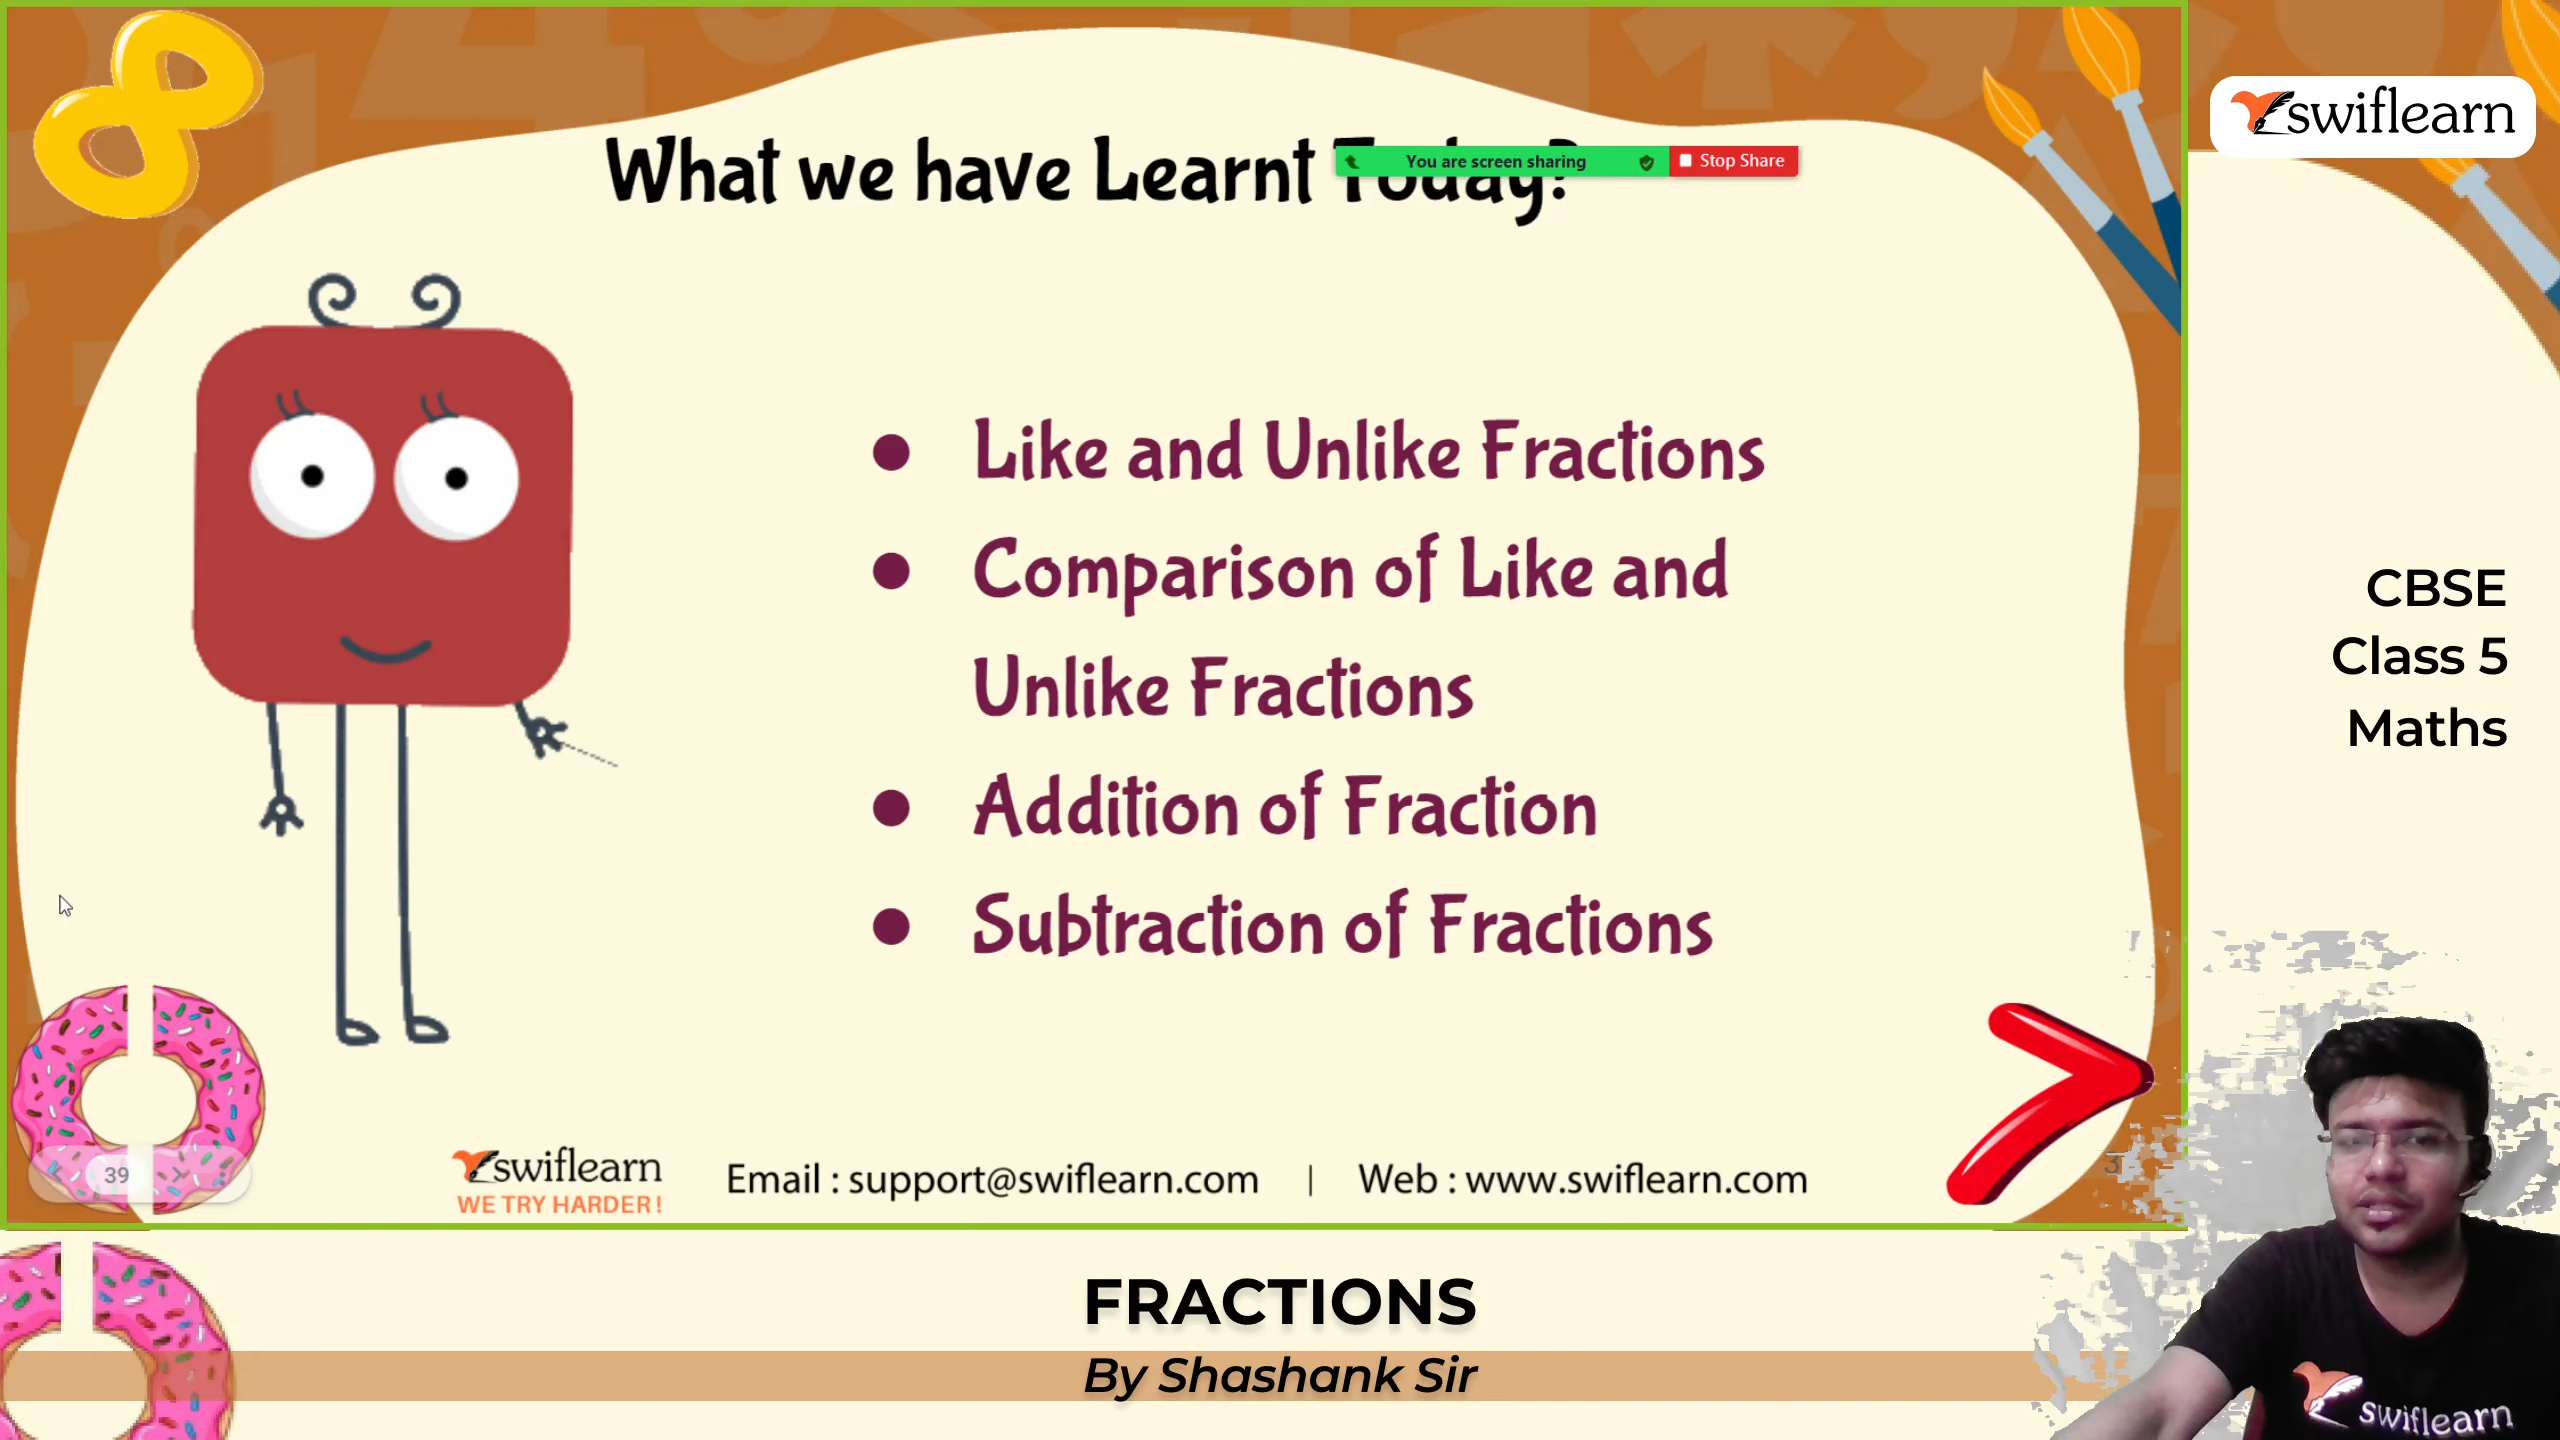 What we have Learnt Today?
You are screen sharing
Stop Share
swiflearn
Like and Unlike Fractions
Comparison of Like and
Unlike Fractions
Addition of Fraction
Subtraction of Fractions
CBSE
Class 5
Maths
39
swiflearn
WE TRY HARDER!
Email : support@swiflearn.com | Web : www.swiflearn.com
FRACTIONS
By Shashank Sir
swiflearn